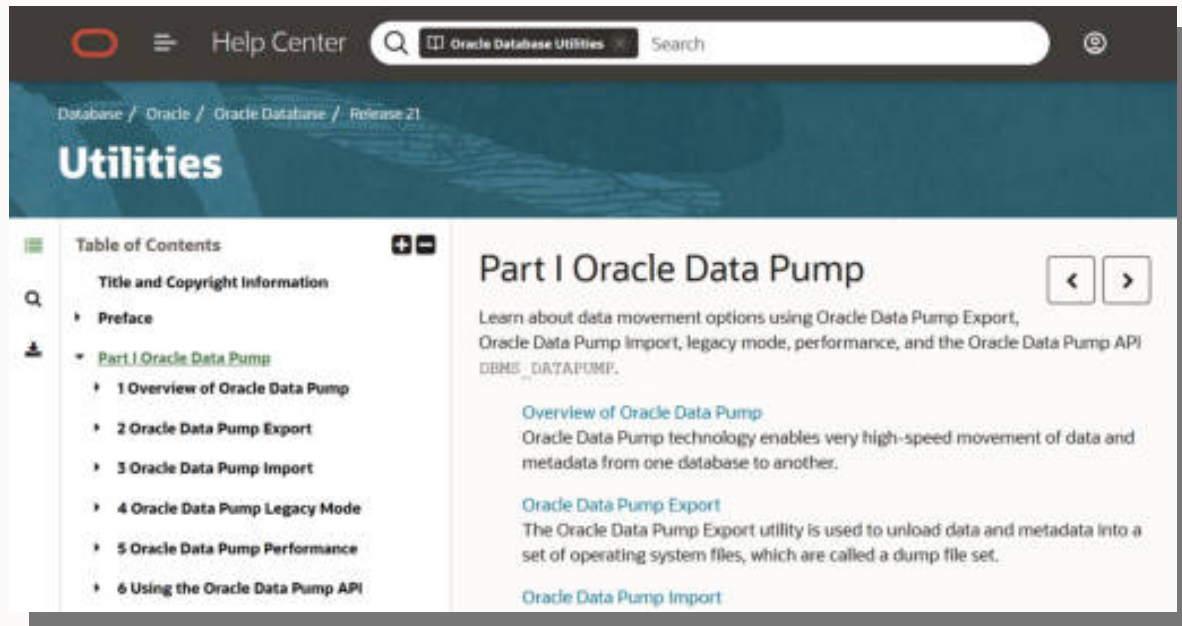 Help Center
Oracle Database Utilities
Search
Database / Oracle / Oracle Database / Release 21
Utilities
Table of Contents
Title and Copyright Information
Preface
Part I Oracle Data Pump
1 Overview of Oracle Data Pump
2 Oracle Data Pump Export
3 Oracle Data Pump Import
4 Oracle Data Pump Legacy Mode
5 Oracle Data Pump Performance
6 Using the Oracle Data Pump API
Part I Oracle Data Pump
Learn about data movement options using Oracle Data Pump Export,
Oracle Data Pump Import, legacy mode, performance, and the Oracle Data Pump API
DBMS_DATAPUMP.
Overview of Oracle Data Pump
Oracle Data Pump technology enables very high-speed movement of data and
metadata from one database to another.
Oracle Data Pump Export
The Oracle Data Pump Export utility is used to unload data and metadata into a
set of operating system files, which are called a dump file set.
Oracle Data Pump Import